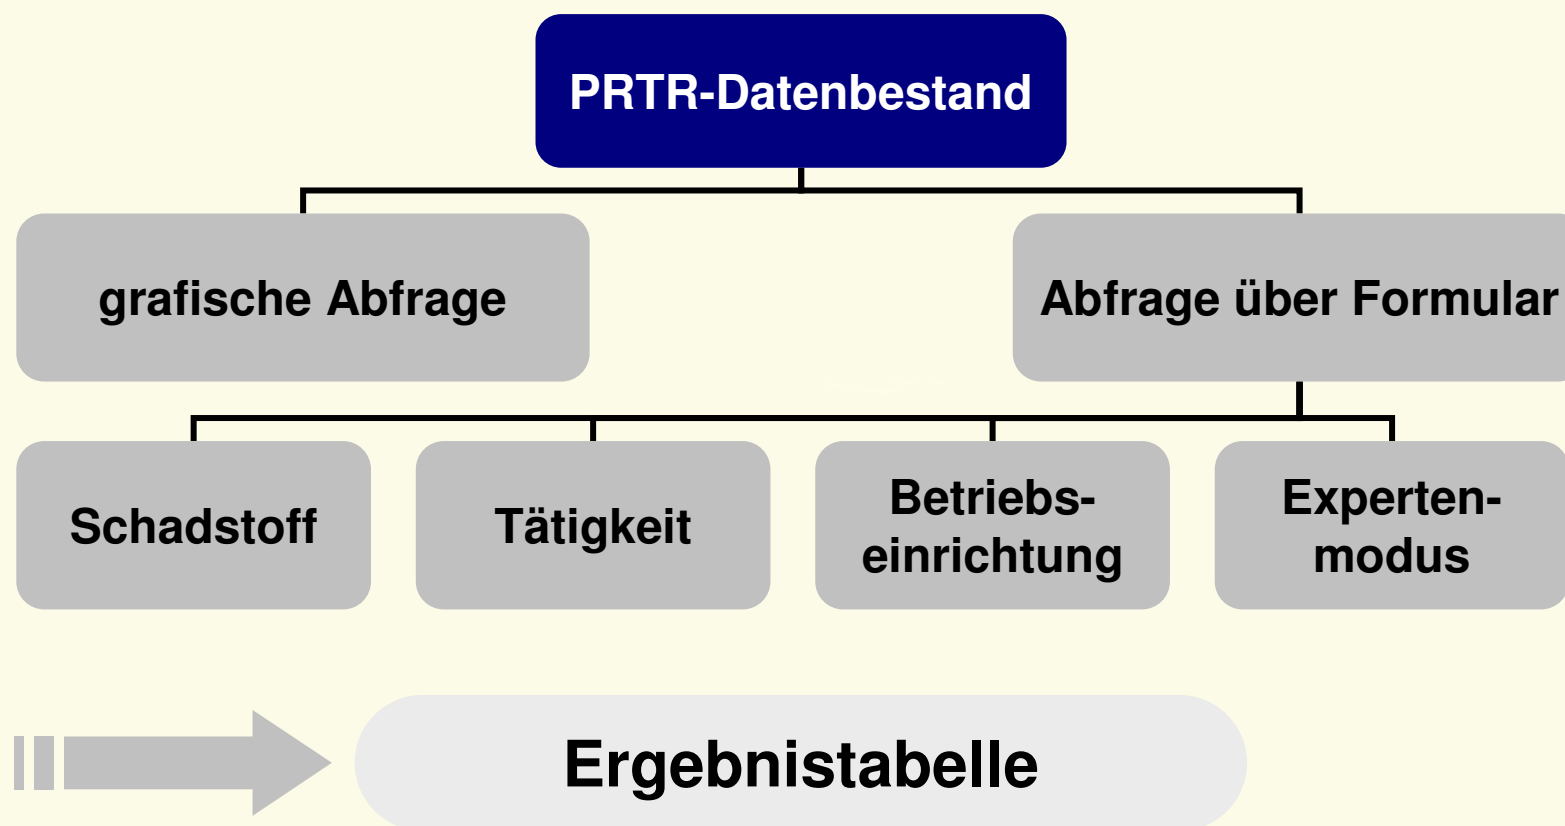 PRTR-Datenbestand
grafische Abfrage
Abfrage über Formular
Schadstoff
Tätigkeit
Betriebs-
einrichtung
Experten-
modus
Ergebnistabelle